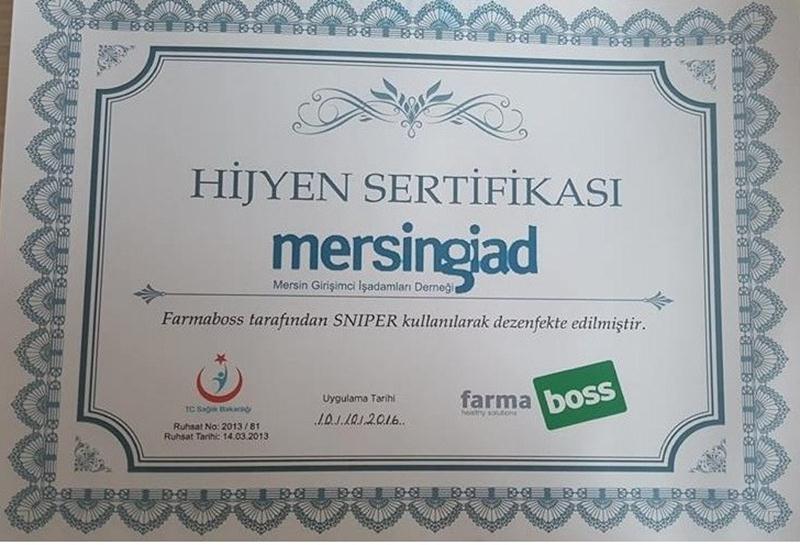 HİJYEN SERTİFİKASI
mersingiad
Mersin Girişimci İşadamları Derneği
Farmaboss tarafından SNIPER kullanılarak dezenfekte edilmiştir.
TC Sağlık Bakanlığı
Ruhsat No: 2013 / 81
Ruhsat Tarihi: 14.03.2013
Uygulama Tarihi
10.10.2016.
farma boss
healthy solutions